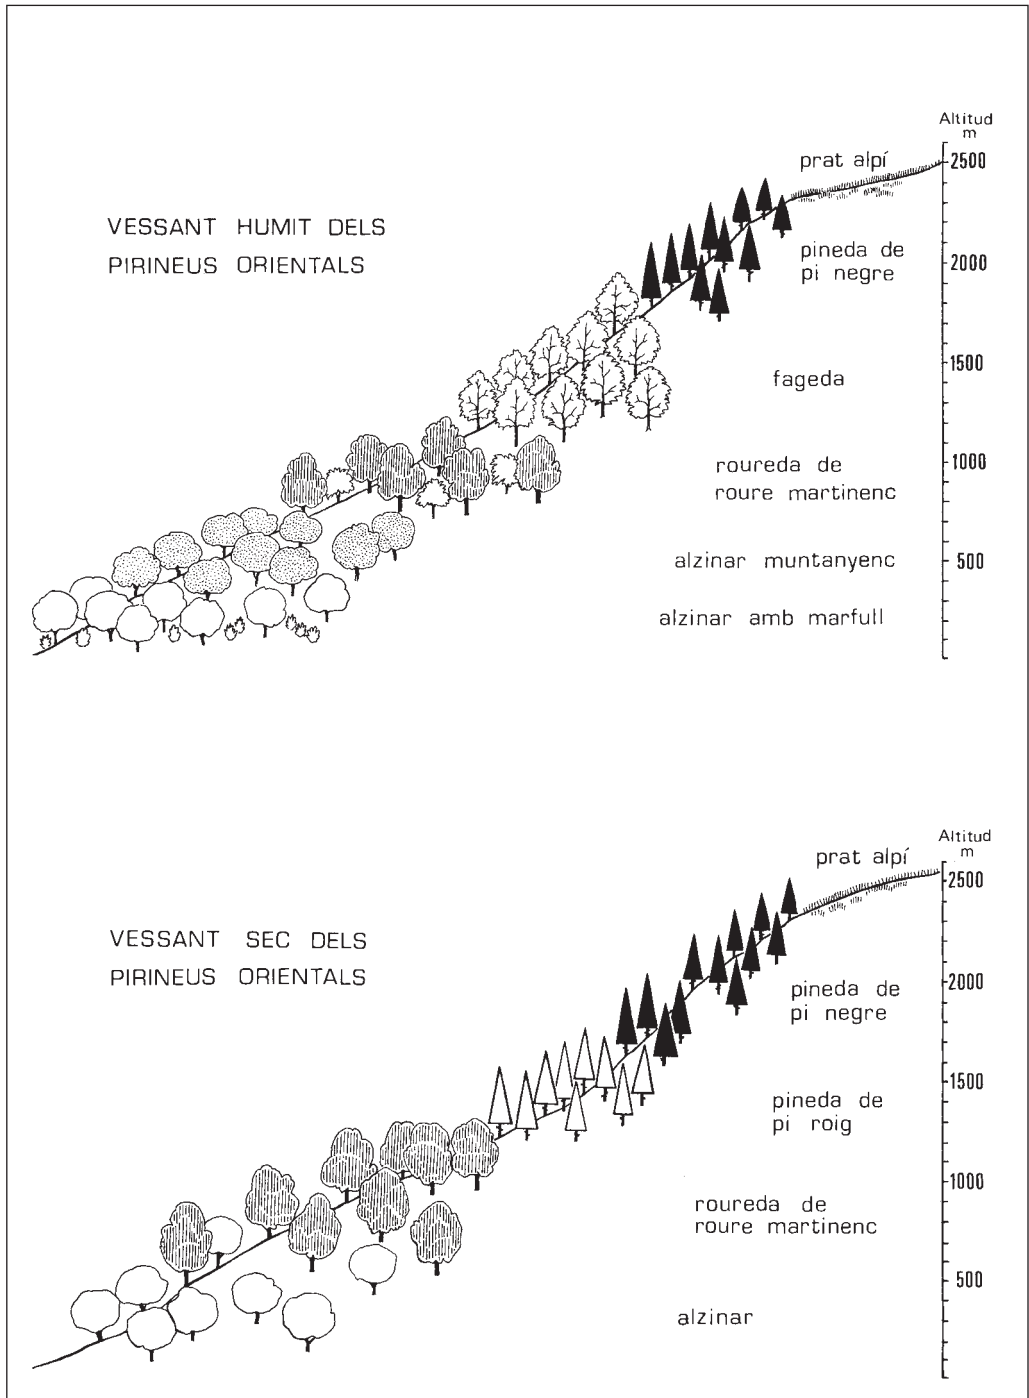 Altitud
m
prat alpí
2500
VESSANT HUMIT DELS
PIRINEUS ORIENTALS
pineda de
pi negre
2000
1500
fageda
1000
roureda de
roure martinenc
alzinar muntanyenc
500
alzinar amb marfull
Altitud
m
prat alpí
2500
VESSANT SEC DELS
PIRINEUS ORIENTALS
2000
pineda de
pi negre
1500
pineda de
pi roig
1000
roureda de
roure martinenc
500
alzinar